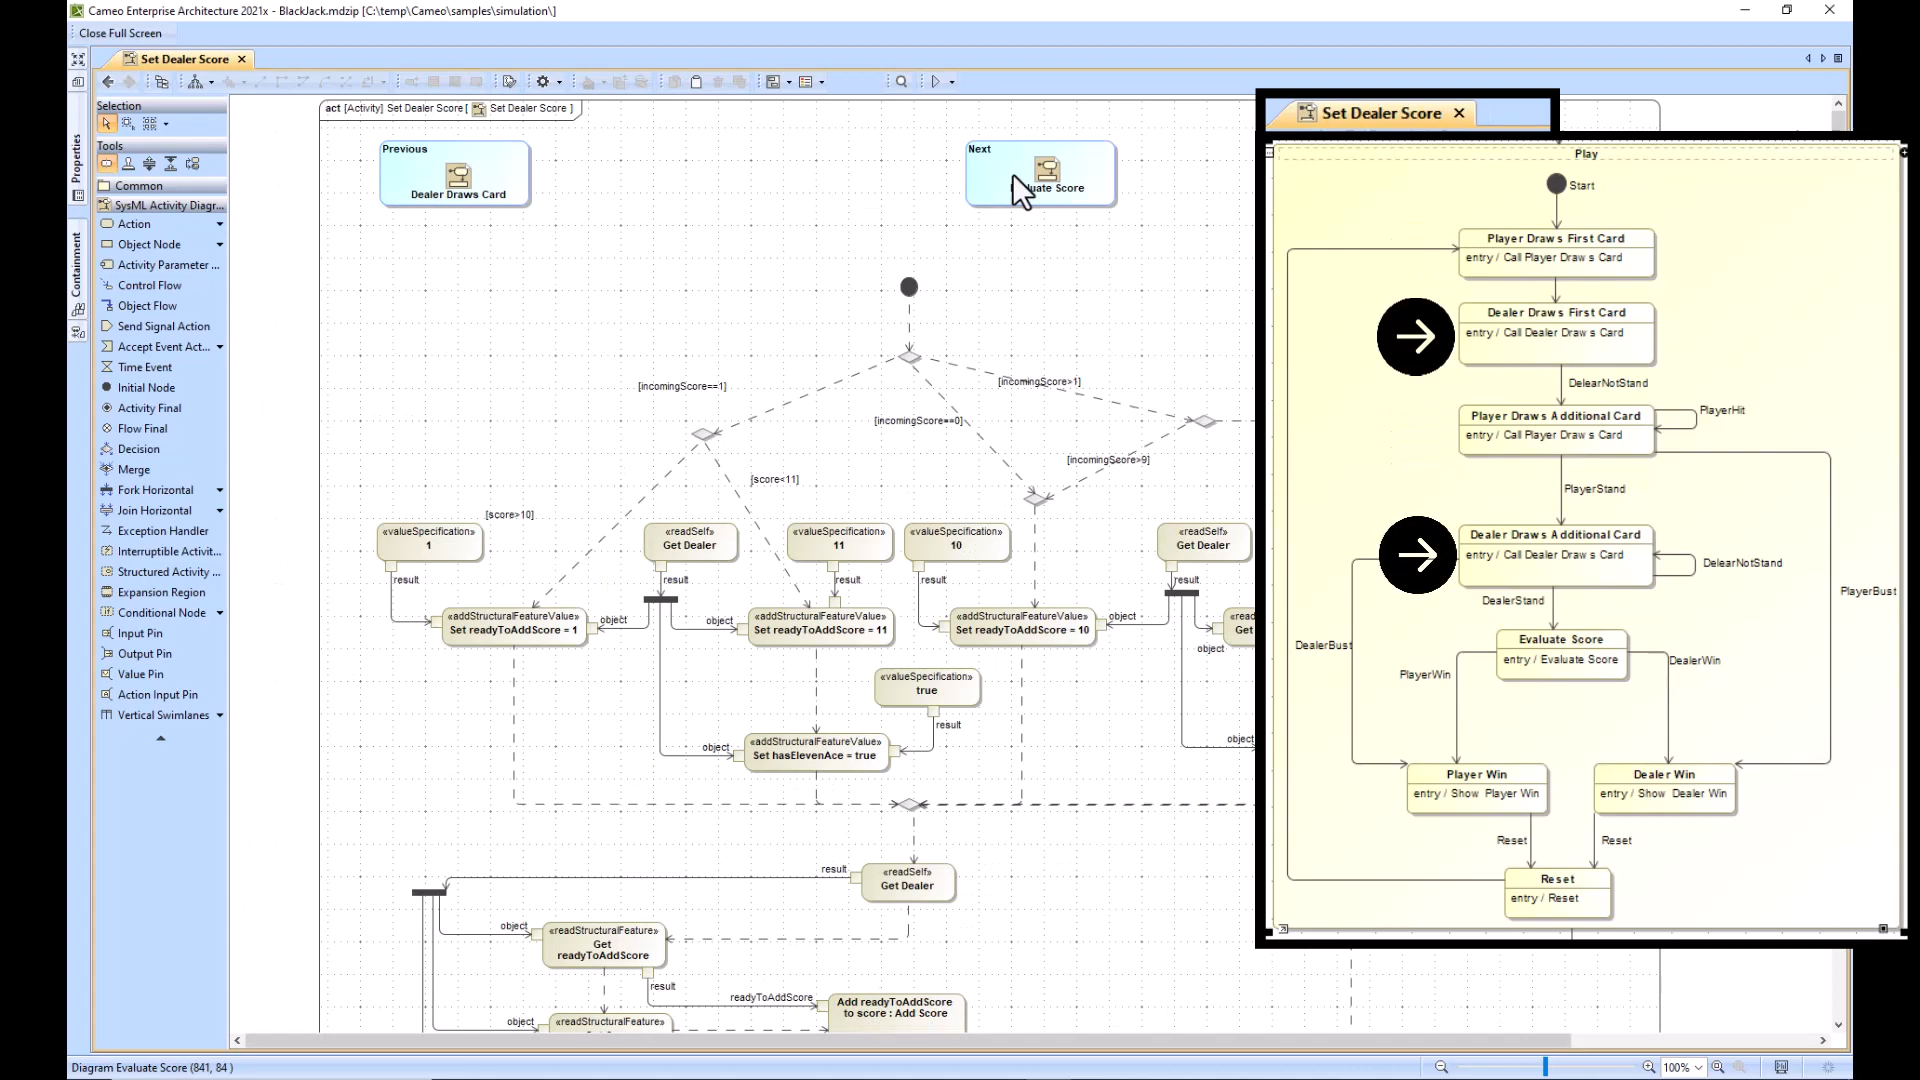 Cameo Enterprise Architecture 2021x - BlackJack.mdzip [C:\temp\Cameo\samples\simulation\]
Close Full Screen
Set Dealer Score
Selection
Tools
Common
SysML Activity Diagr...
Action
Object Node
Activity Parameter ...
Control Flow
Object Flow
Send Signal Action
Accept Event Act...
Time Event
Initial Node
Activity Final
Flow Final
Decision
Merge
Fork Horizontal
Join Horizontal
Exception Handler
Interruptible Activit...
Structured Activity ...
Expansion Region
Conditional Node
Input Pin
Output Pin
Value Pin
Action Input Pin
Vertical Swimlanes
Properties
Containment
act [Activity] Set Dealer Score [ Set Dealer Score ]
Previous
Dealer Draws Card
Next
uate Score
[incomingScore==1]
[incomingScore>1]
[incomingScore==0]
[incomingScore>9]
[score<11]
[score>10]
«valueSpecification»
1
result
«readSelf»
Get Dealer
result
«valueSpecification»
11
result
«valueSpecification»
10
result
«readSelf»
Get Dealer
result
«addStructuralFeatureValue»
Set readyToAddScore = 1
object
object
«addStructuralFeatureValue»
Set readyToAddScore = 11
«addStructuralFeatureValue»
Set readyToAddScore = 10
object
Get
object
«valueSpecification»
true
result
object
«addStructuralFeatureValue»
Set hasElevenAce = true
object
result
«readSelf»
Get Dealer
object
«readStructuralFeature»
Get
readyToAddScore
result
readyToAddScore
Add readyToAddScore
to score : Add Score
object
«readStructuralFeature»
Set Dealer Score
Play
Start
Player Draws First Card
entry / Call Player Draws Card
Dealer Draws First Card
entry / Call Dealer Draws Card
DelearNotStand
Player Draws Additional Card
entry / Call Player Draws Card
PlayerHit
PlayerStand
Dealer Draws Additional Card
entry / Call Dealer Draws Card
DelearNotStand
DealerStand
PlayerBust
DealerBust
Evaluate Score
entry / Evaluate Score
PlayerWin
DealerWin
Player Win
entry / Show Player Win
Dealer Win
entry / Show Dealer Win
Reset
Reset
Reset
entry / Reset
Diagram Evaluate Score (841, 84 )
100%